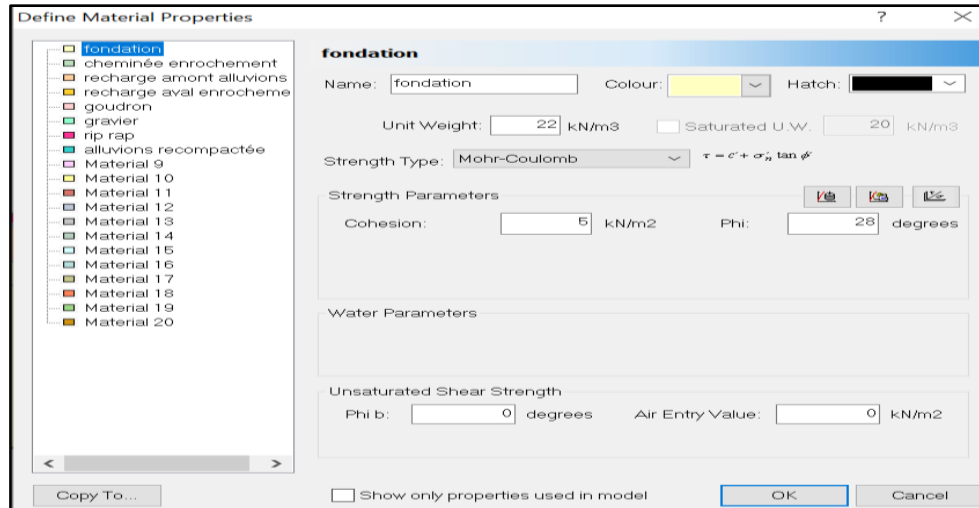 Define Material Properties
?
fondation
cheminée enrochement
recharge amont alluvions
recharge aval enrocheme
goudron
gravier
rip rap
alluvions recompactée
Material 9
Material 10
Material 11
Material 12
Material 13
Material 14
Material 15
Material 16
Material 17
Material 18
Material 19
Material 20
Copy To...
fondation
Name: fondation Colour: Hatch:
Unit Weight: 22 kN/m3 Saturated U.W. 20 kN/m3
Strength Type: Mohr-Coulomb τ = c' + σ'n tan ϕ'
Strength Parameters
Cohesion: 5 kN/m2 Phi: 28 degrees
Water Parameters
Unsaturated Shear Strength
Phi b: 0 degrees Air Entry Value: 0 kN/m2
Show only properties used in model OK Cancel